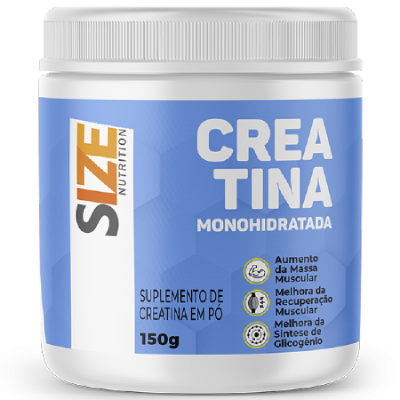 SIZE
NUTRITION
CREA
TINA
MONOHIDRATADA
Aumento
da Massa
Muscular
Melhora da
Recuperação
Muscular
Melhora da
Síntese de
Glicogênio
SUPLEMENTO DE
CREATINA EM PÓ
150g